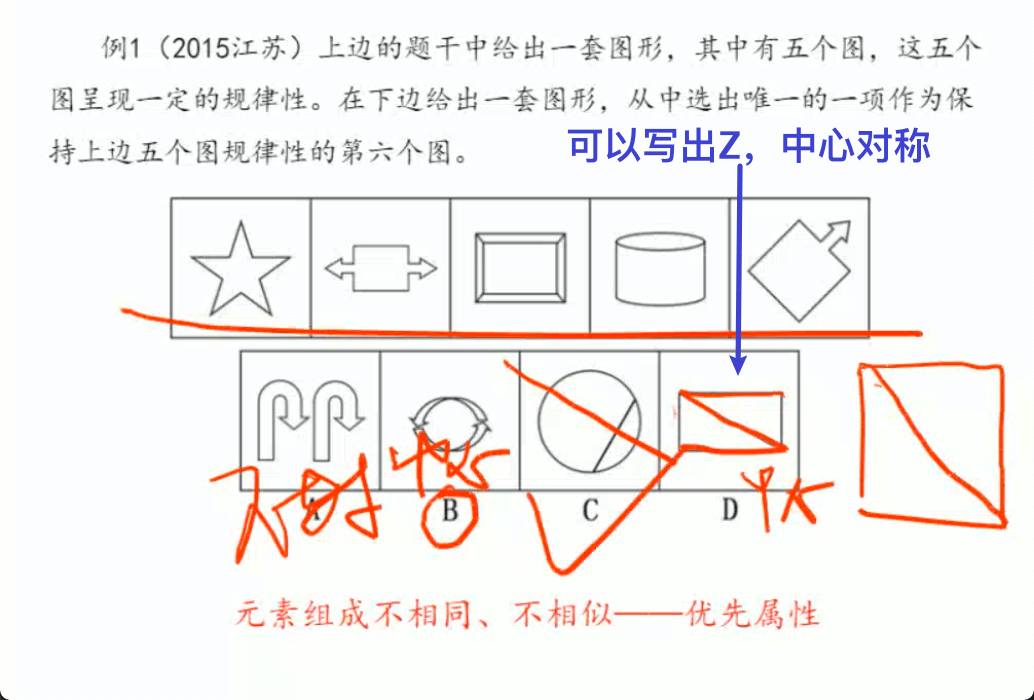 例1（2015江苏）上边的题干中给出一套图形，其中有五个图，这五个
图呈现一定的规律性。在下边给出一套图形，从中选出唯一的一项作为保
持上边五个图规律性的第六个图。
可以写出Z，中心对称
A B C D
元素组成不相同、不相似——优先属性